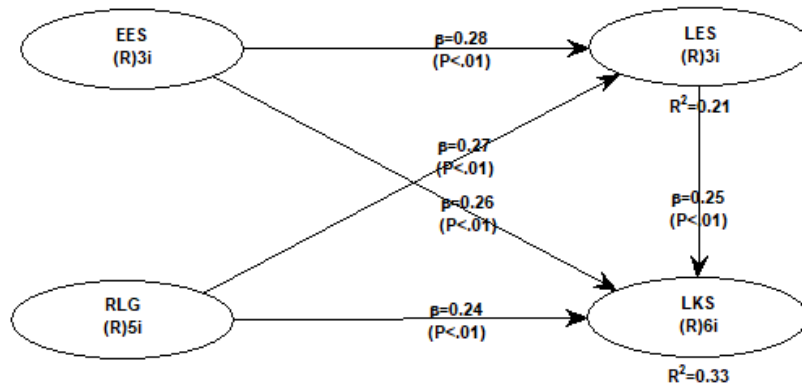 EES
(R)3i
β=0.28
(P<.01)
LES
(R)3i
R²=0.21
β=0.27
(P<.01)
β=0.26
(P<.01)
β=0.25
(P<.01)
RLG
(R)5i
β=0.24
(P<.01)
LKS
(R)6i
R²=0.33